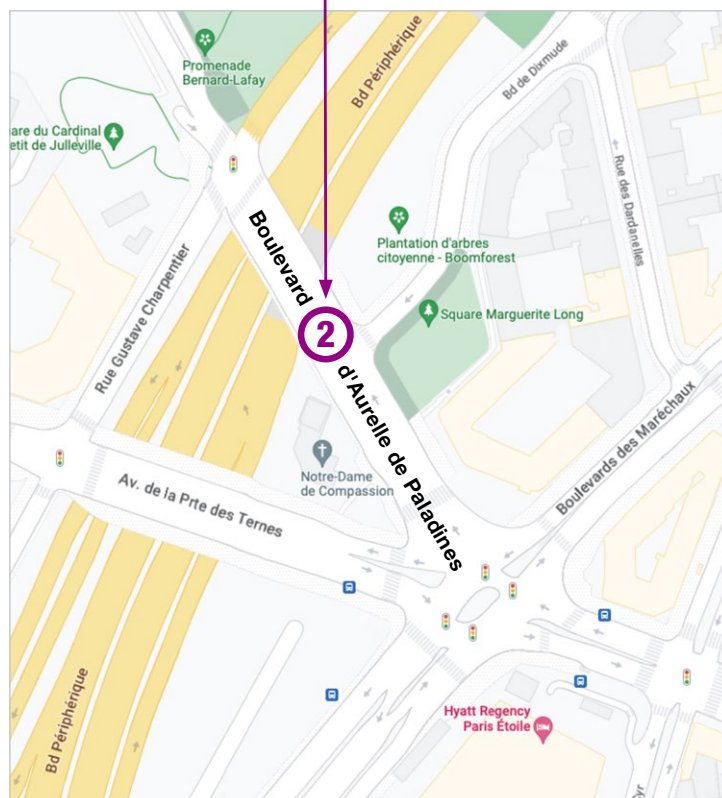 Promenade
Bernard-Lafay
Bd Périphérique
Bd de Dixmude
are du Cardinal
etit de Julleville
Rue des Dardanelles
Boulevard
Plantation d'arbres
citoyenne - Boomforest
Rue Gustave Charpentier
Square Marguerite Long
2
d'Aurelle de Paladines
Boulevards des Maréchaux
Notre-Dame
de Compassion
Av. de la Prte des Ternes
Bd Périphérique
Hyatt Regency
Paris Étoile
yr